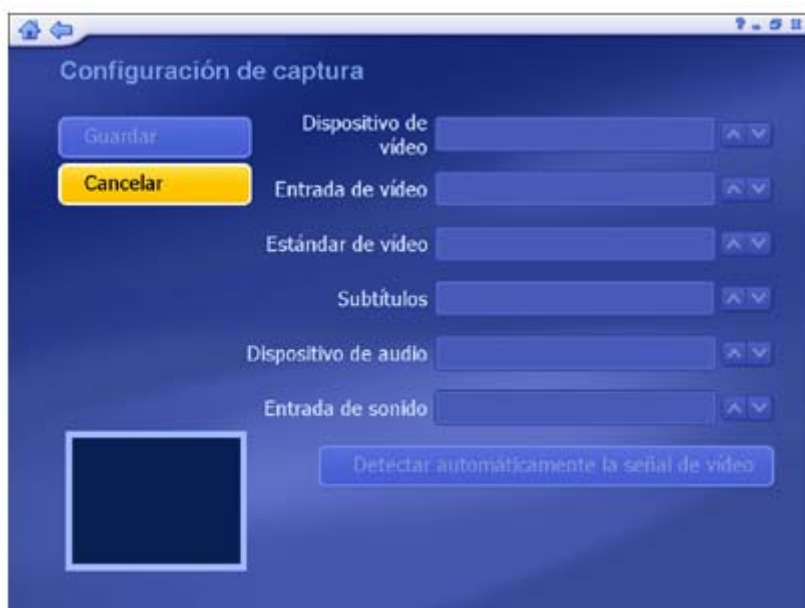 Configuración de captura
Guardar
Cancelar
Dispositivo de
vídeo
Entrada de vídeo
Estándar de vídeo
Subtítulos
Dispositivo de audio
Entrada de sonido
Detectar automáticamente la señal de vídeo